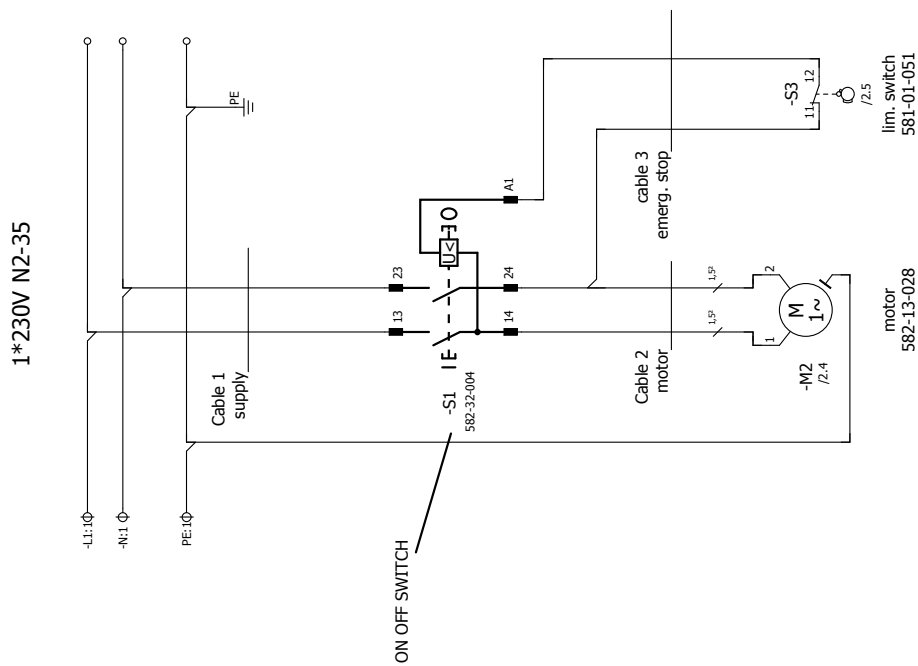 1*230V N2-35
-L1:1
-N:1
PE:1
PE
Cable 1
supply
13
23
-S1
582-32-004
I
U<
O
A1
14
24
ON OFF SWITCH
Cable 2
motor
cable 3
emerg. stop
1,5²
1,5²
1
2
M
1~
-M2
/2.4
motor
582-13-028
-S3
11
12
/2.5
lim. switch
581-01-051